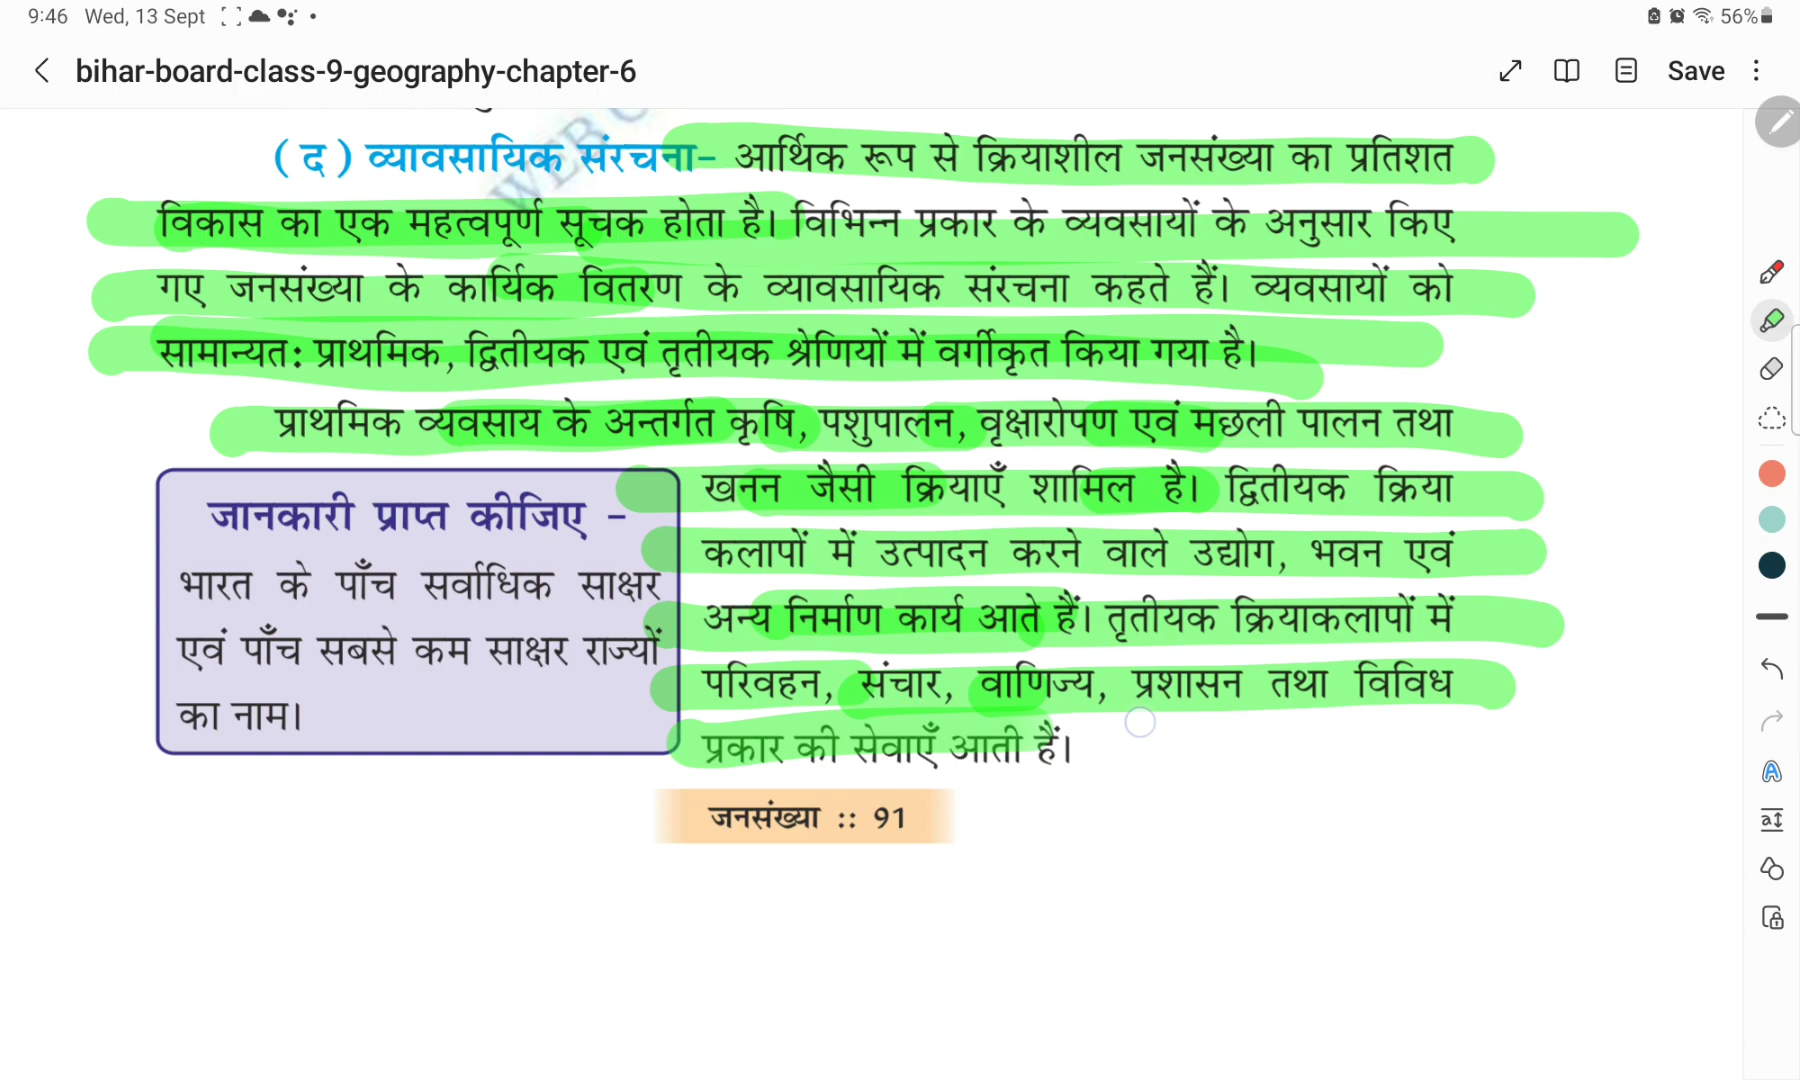 9:46 Wed, 13 Sept
56%
bihar-board-class-9-geography-chapter-6
Save
(द) व्यावसायिक संरचना– आर्थिक रूप से क्रियाशील जनसंख्या का प्रतिशत
विकास का एक महत्वपूर्ण सूचक होता है। विभिन्न प्रकार के व्यवसायों के अनुसार किए
गए जनसंख्या के कार्यिक वितरण के व्यावसायिक संरंचना कहते हैं। व्यवसायों को
सामान्यत: प्राथमिक, द्वितीयक एवं तृतीयक श्रेणियों में वर्गीकृत किया गया है।
प्राथमिक व्यवसाय के अन्तर्गत कृषि, पशुपालन, वृक्षारोपण एवं मछली पालन तथा
खनन जैसी क्रियाएँ शामिल है। द्वितीयक क्रिया
कलापों में उत्पादन करने वाले उद्योग, भवन एवं
अन्य निर्माण कार्य आते हैं। तृतीयक क्रियाकलापों में
परिवहन, संचार, वाणिज्य, प्रशासन तथा विविध
प्रकार की सेवाएँ आती हैं।
जानकारी प्राप्त कीजिए –
भारत के पाँच सर्वाधिक साक्षर
एवं पाँच सबसे कम साक्षर राज्यों
का नाम।
जनसंख्या :: 91